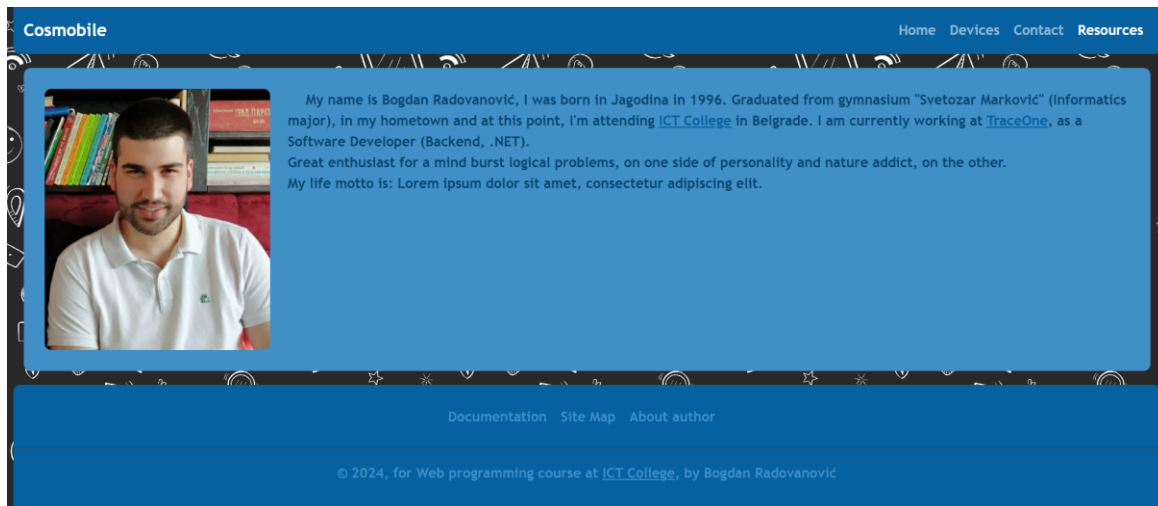 Cosmobile
Home Devices Contact Resources
My name is Bogdan Radovanović, I was born in Jagodina in 1996. Graduated from gymnasium "Svetozar Marković" (Informatics
major), in my hometown and at this point, I'm attending ICT College in Belgrade. I am currently working at TraceOne, as a
Software Developer (Backend, .NET).
Great enthusiast for a mind burst logical problems, on one side of personality and nature addict, on the other.
My life motto is: Lorem ipsum dolor sit amet, consectetur adipiscing elit.
Documentation Site Map About author
© 2024, for Web programming course at ICT College, by Bogdan Radovanović